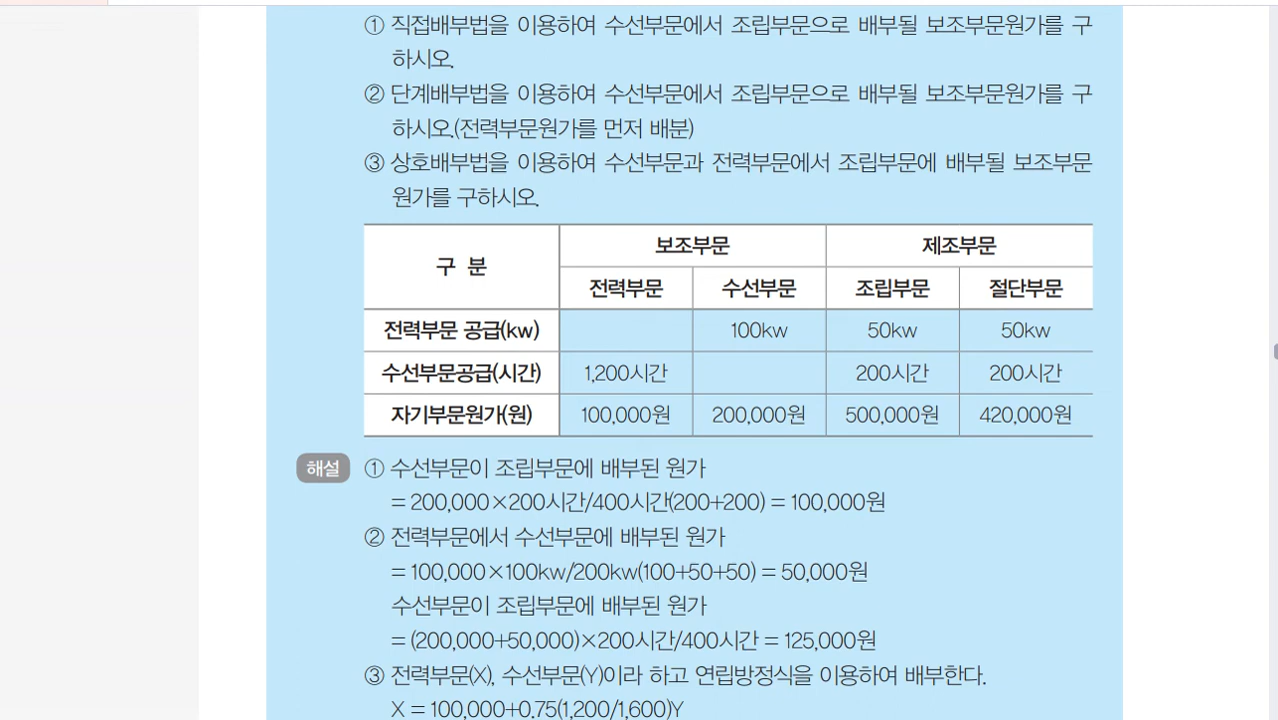 ① 직접배부법을 이용하여 수선부문에서 조립부문으로 배부될 보조부문원가를 구
하시오.
② 단계배부법을 이용하여 수선부문에서 조립부문으로 배부될 보조부문원가를 구
하시오.(전력부문원가를 먼저 배분)
③ 상호배부법을 이용하여 수선부문과 전력부문에서 조립부문에 배부될 보조부문
원가를 구하시오.
구 분 보조부문 제조부문
전력부문 수선부문 조립부문 절단부문
전력부문 공급(kw) 100kw 50kw 50kw
수선부문공급(시간) 1,200시간 200시간 200시간
자기부문원가(원) 100,000원 200,000원 500,000원 420,000원
해설 ① 수선부문이 조립부문에 배부된 원가
= 200,000×200시간/400시간(200+200) = 100,000원
② 전력부문에서 수선부문에 배부된 원가
= 100,000×100kw/200kw(100+50+50) = 50,000원
수선부문이 조립부문에 배부된 원가
= (200,000+50,000)×200시간/400시간 = 125,000원
③ 전력부문(X), 수선부문(Y)이라 하고 연립방정식을 이용하여 배부한다.
X = 100,000+0.75(1,200/1,600)Y